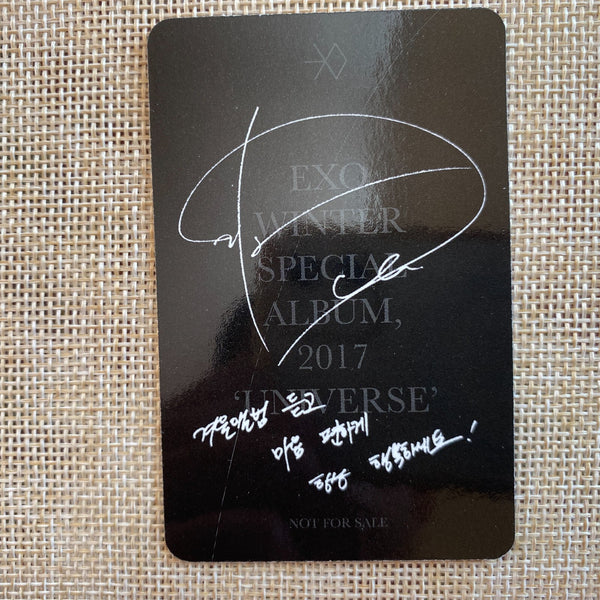 EXO
WINTER
SPECIAL
ALBUM,
2017
'UNIVERSE'
겨울앨범 듣고
마음 편하게
항상 행복하세요!
NOT FOR SALE